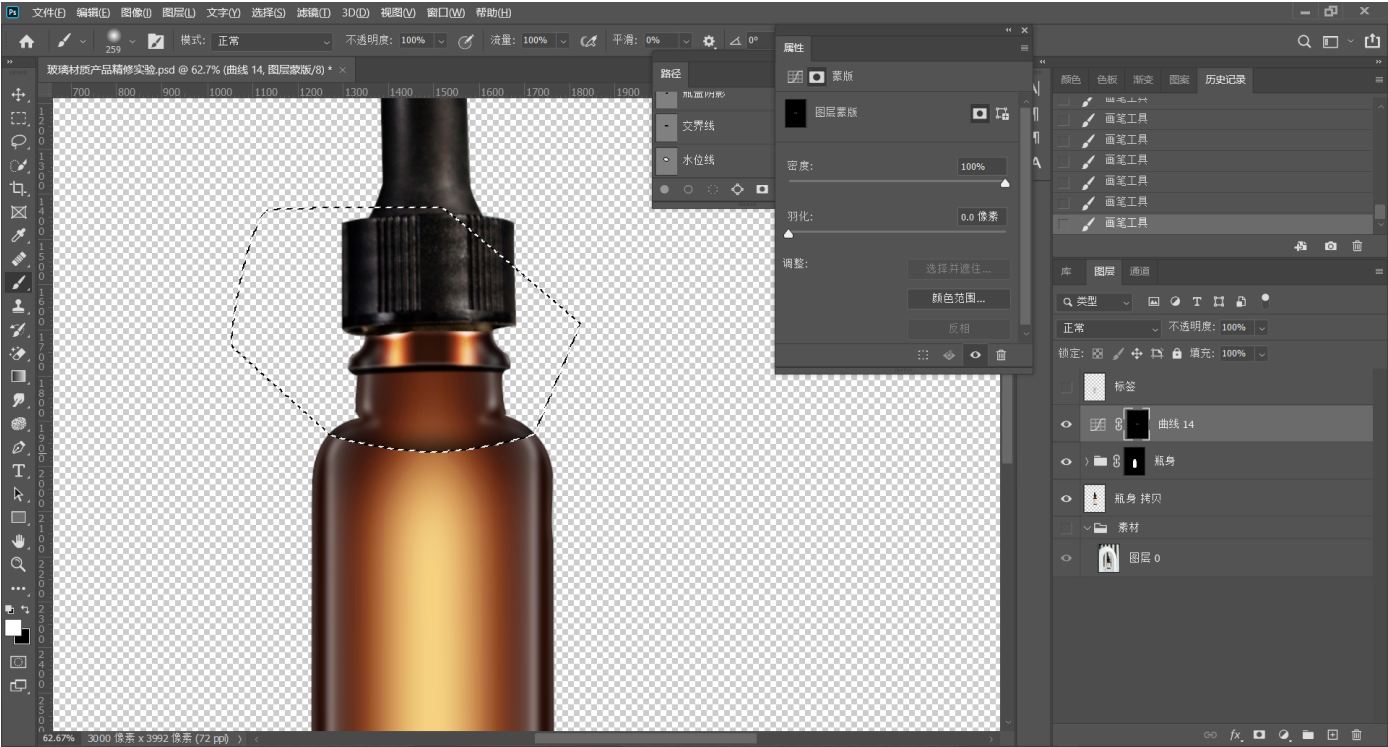 Ps 文件(F) 编辑(E) 图像(I) 图层(L) 文字(Y) 选择(S) 滤镜(T) 3D(D) 视图(V) 窗口(W) 帮助(H)
259 模式: 正常 不透明度: 100% 流量: 100% 平滑: 0% 0°
玻璃材质产品精修实验.psd @ 62.7% (曲线 14, 图层蒙版/8) * ×
700 800 900 1000 1100 1200 1300 1400 1500 1600 1700 1800 1900
路径
瓶盖阴影
交界线
水位线
属性
蒙版
图层蒙版
密度: 100%
羽化: 0.0 像素
调整:
选择并遮住...
颜色范围...
反相
颜色 色板 渐变 图案 历史记录
画笔工具
画笔工具
画笔工具
画笔工具
画笔工具
画笔工具
画笔工具
库 图层 通道
类型
正常 不透明度: 100%
锁定: 填充: 100%
标签
曲线 14
瓶身
瓶身 拷贝
素材
图层 0
62.67% 3000 像素 x 3992 像素 (72 ppi)